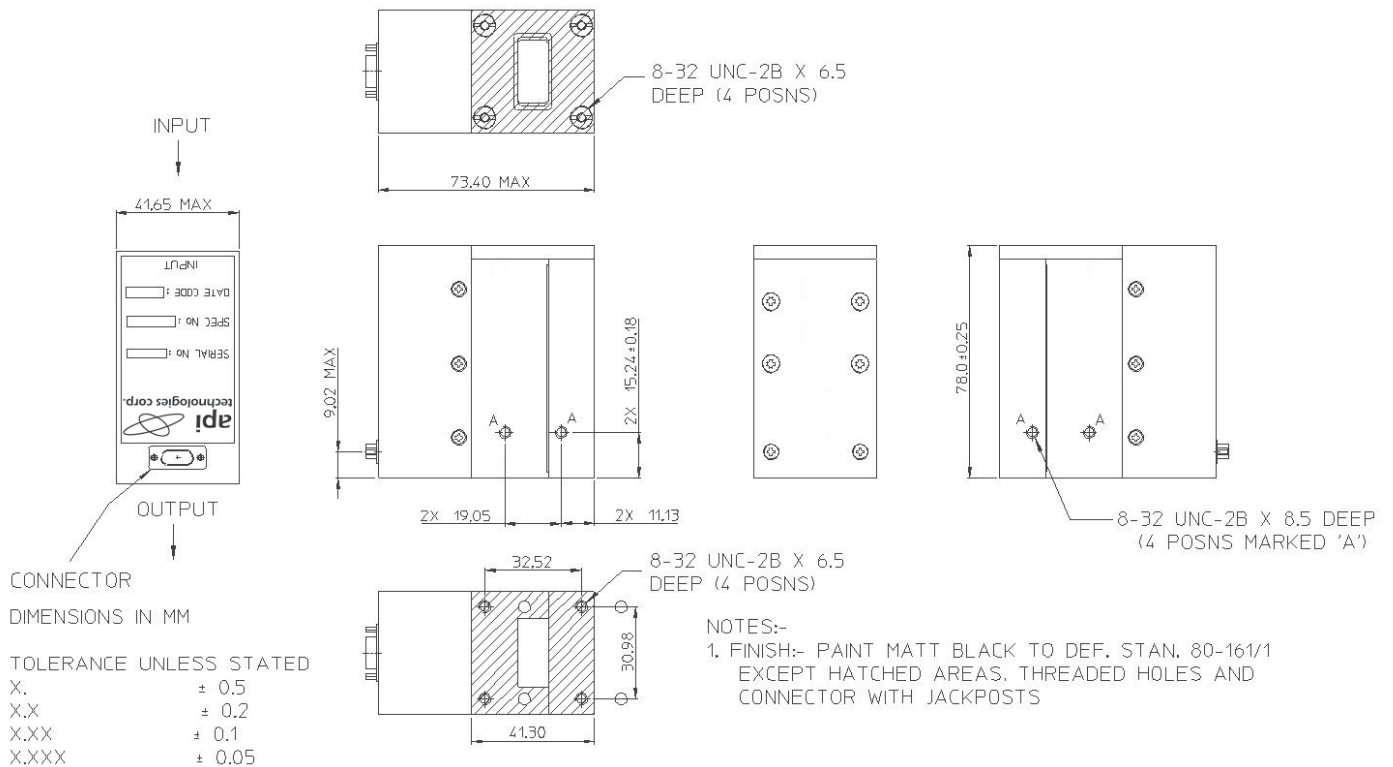 8-32 UNC-2B X 6.5
DEEP (4 POSNS)
73.40 MAX
INPUT
41.65 MAX
INPUT
DATE CODE :
SPEC No :
SERIAL No :
api
technologies corp.
OUTPUT
CONNECTOR
9.02 MAX
A
A
2X 15.24±0.18
2X 19.05
2X 11.13
78.0±0.25
A
A
8-32 UNC-2B X 8.5 DEEP
(4 POSNS MARKED 'A')
32.52
8-32 UNC-2B X 6.5
DEEP (4 POSNS)
30.98
41.30
DIMENSIONS IN MM
TOLERANCE UNLESS STATED
X. ± 0.5
X.X ± 0.2
X.XX ± 0.1
X.XXX ± 0.05
NOTES:-
1. FINISH:- PAINT MATT BLACK TO DEF. STAN. 80-161/1
EXCEPT HATCHED AREAS, THREADED HOLES AND
CONNECTOR WITH JACKPOSTS